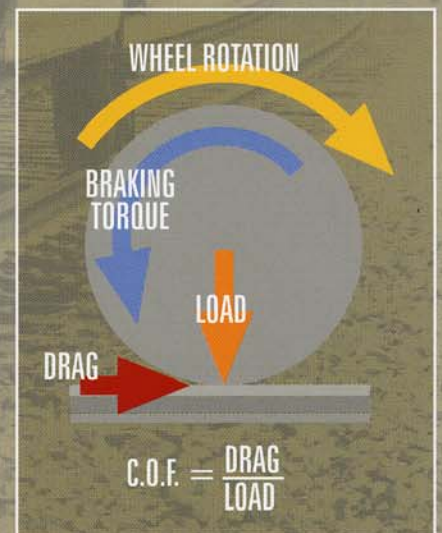 WHEEL ROTATION
BRAKING
TORQUE
LOAD
DRAG
C.O.F. = DRAG
LOAD